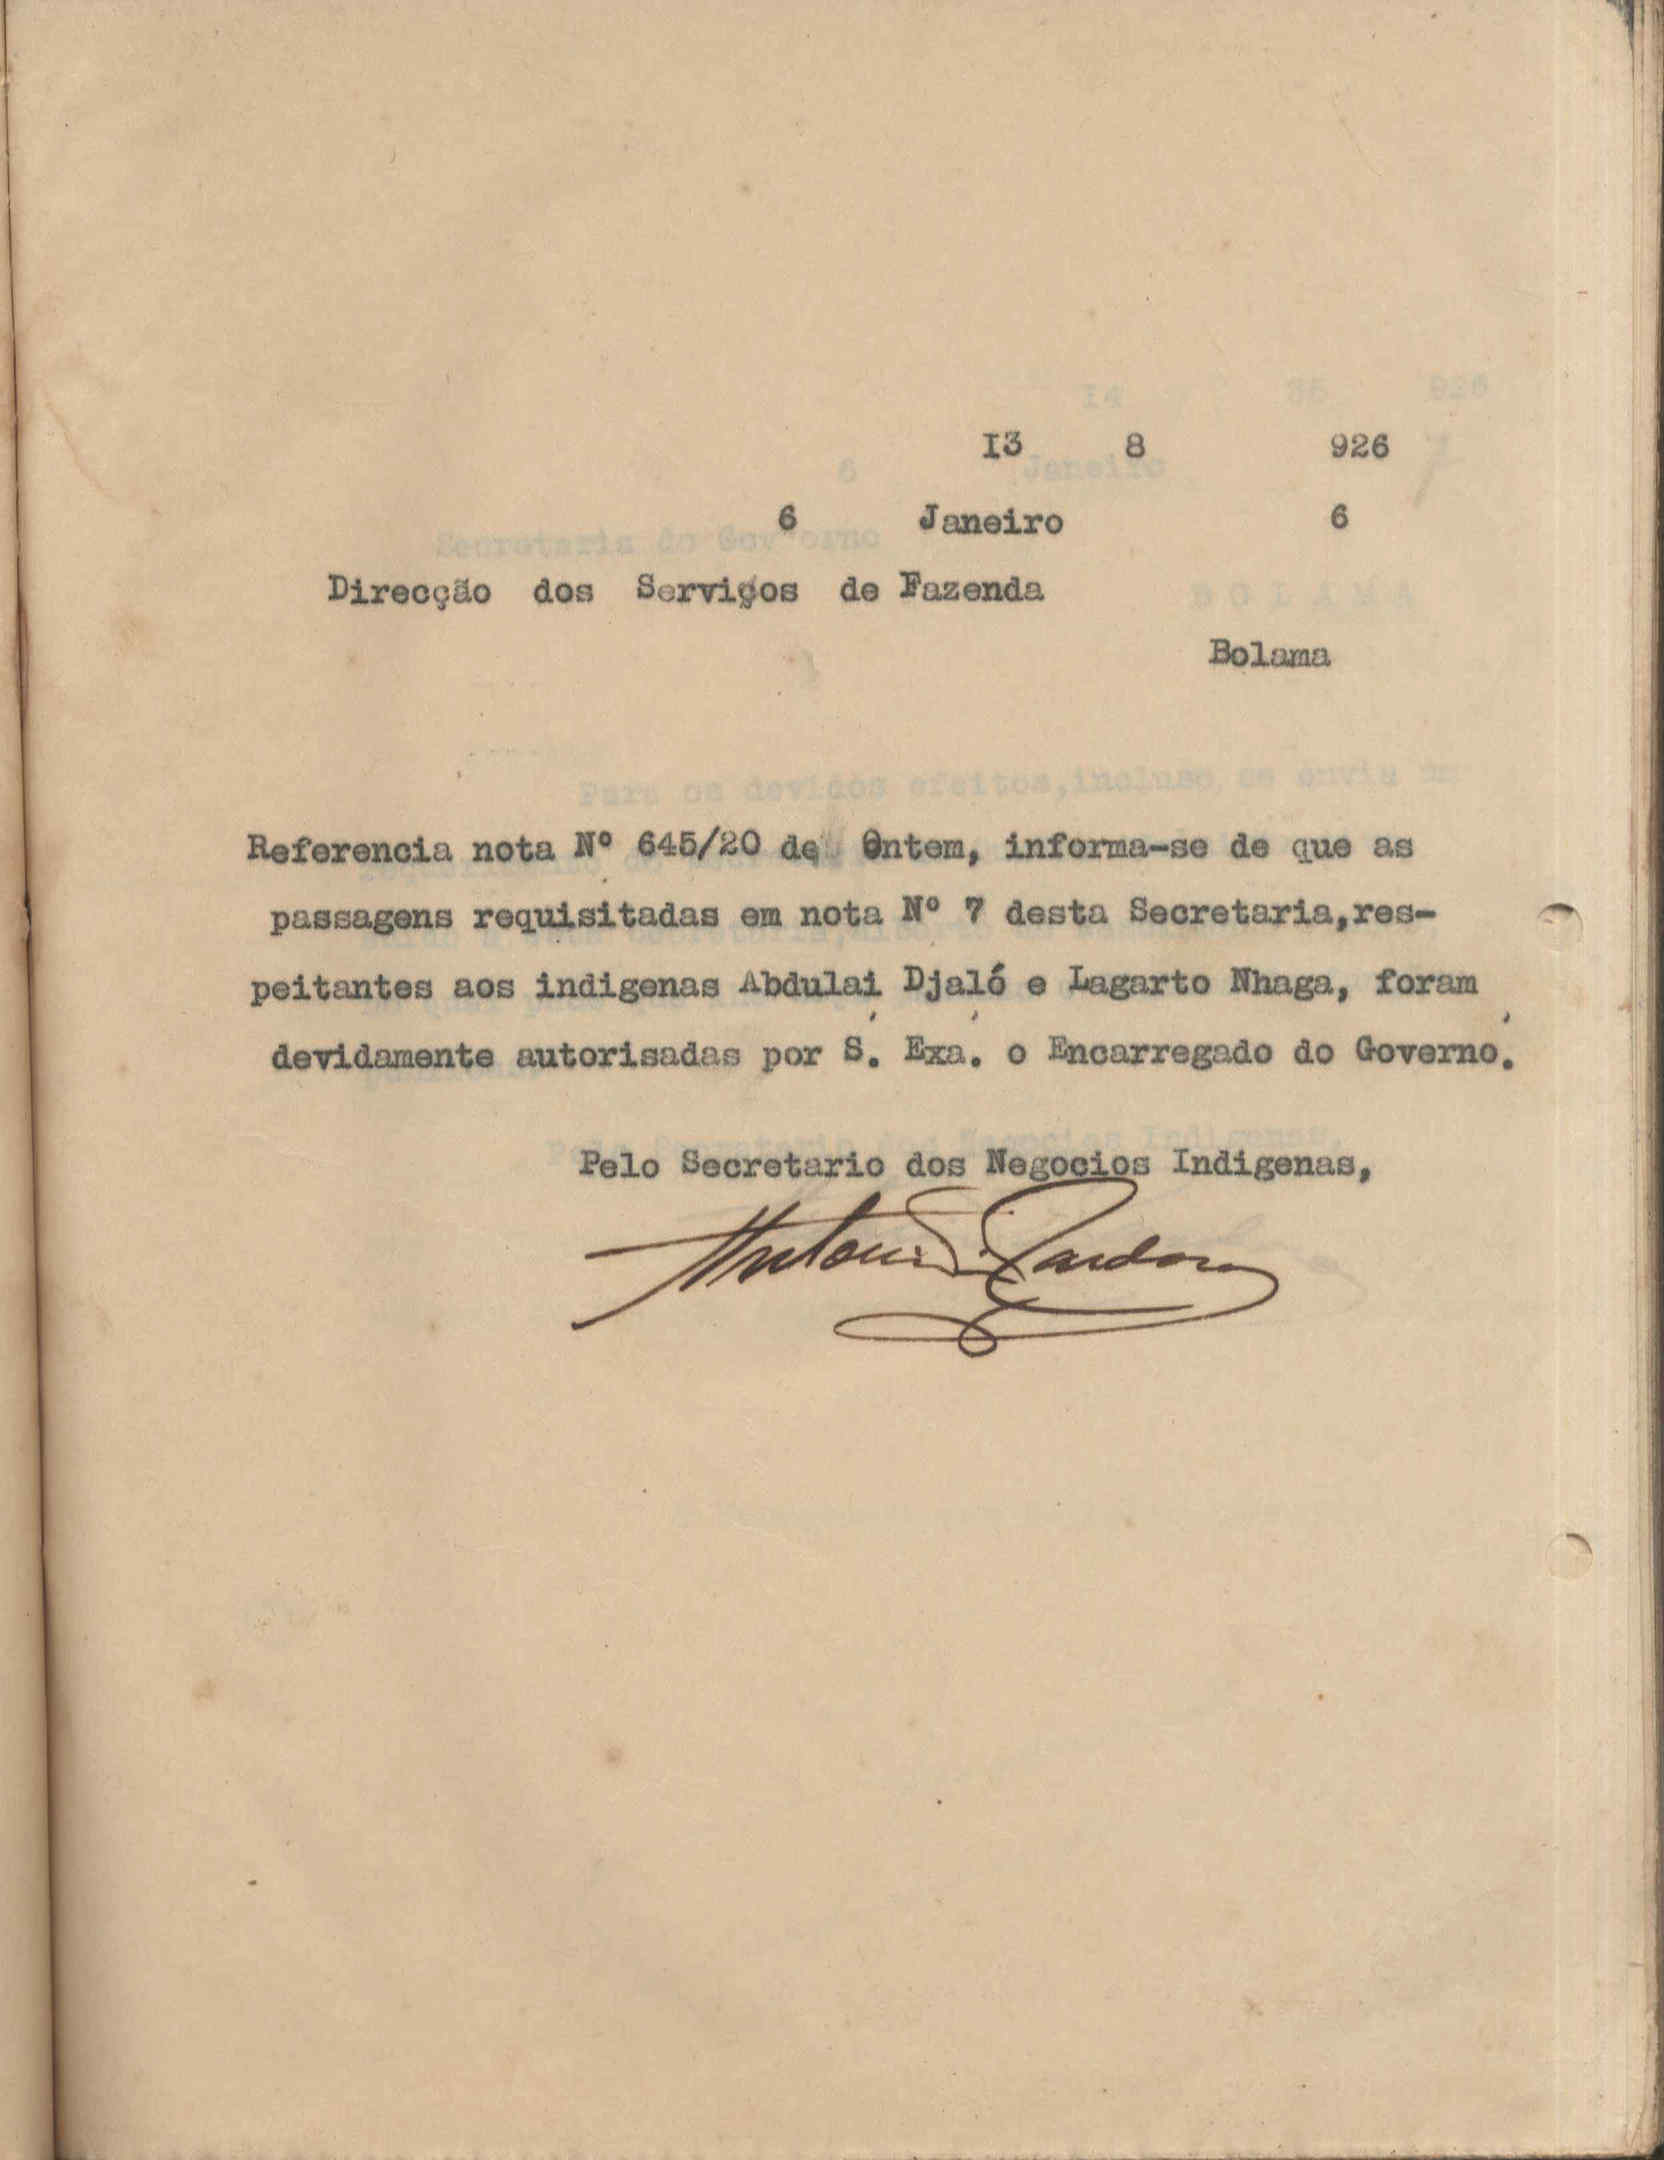 I3 8 926
6 Janeiro 6
Direcção dos Serviços de Fazenda
Bolama
Referencia nota Nº 645/20 de Ontem, informa-se de que as
passagens requisitadas em nota Nº 7 desta Secretaria,res-
peitantes aos indigenas Abdulai Djaló e Lagarto Nhaga, foram
devidamente autorisadas por S. Exa. o Encarregado do Governo.
Pelo Secretario dos Negocios Indigenas,